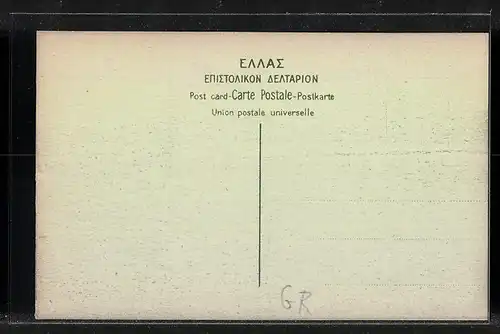 ΕΛΛΑΣ
ΕΠΙΣΤΟΛΙΚΟΝ ΔΕΛΤΑΡΙΟΝ
Post card-Carte Postale-Postkarte
Union postale universelle
GR